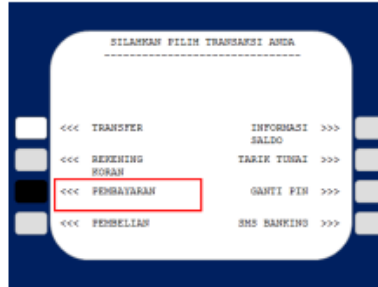 SILAHKAN PILIH TRANSAKSI ANDA
------------------------------
<<< TRANSFER INFORMASI >>>
SALDO
<<< REKENING TARIK TUNAI >>>
KORAN
<<< PEMBAYARAN GANTI PIN >>>
<<< PEMBELIAN SMS BANKING >>>